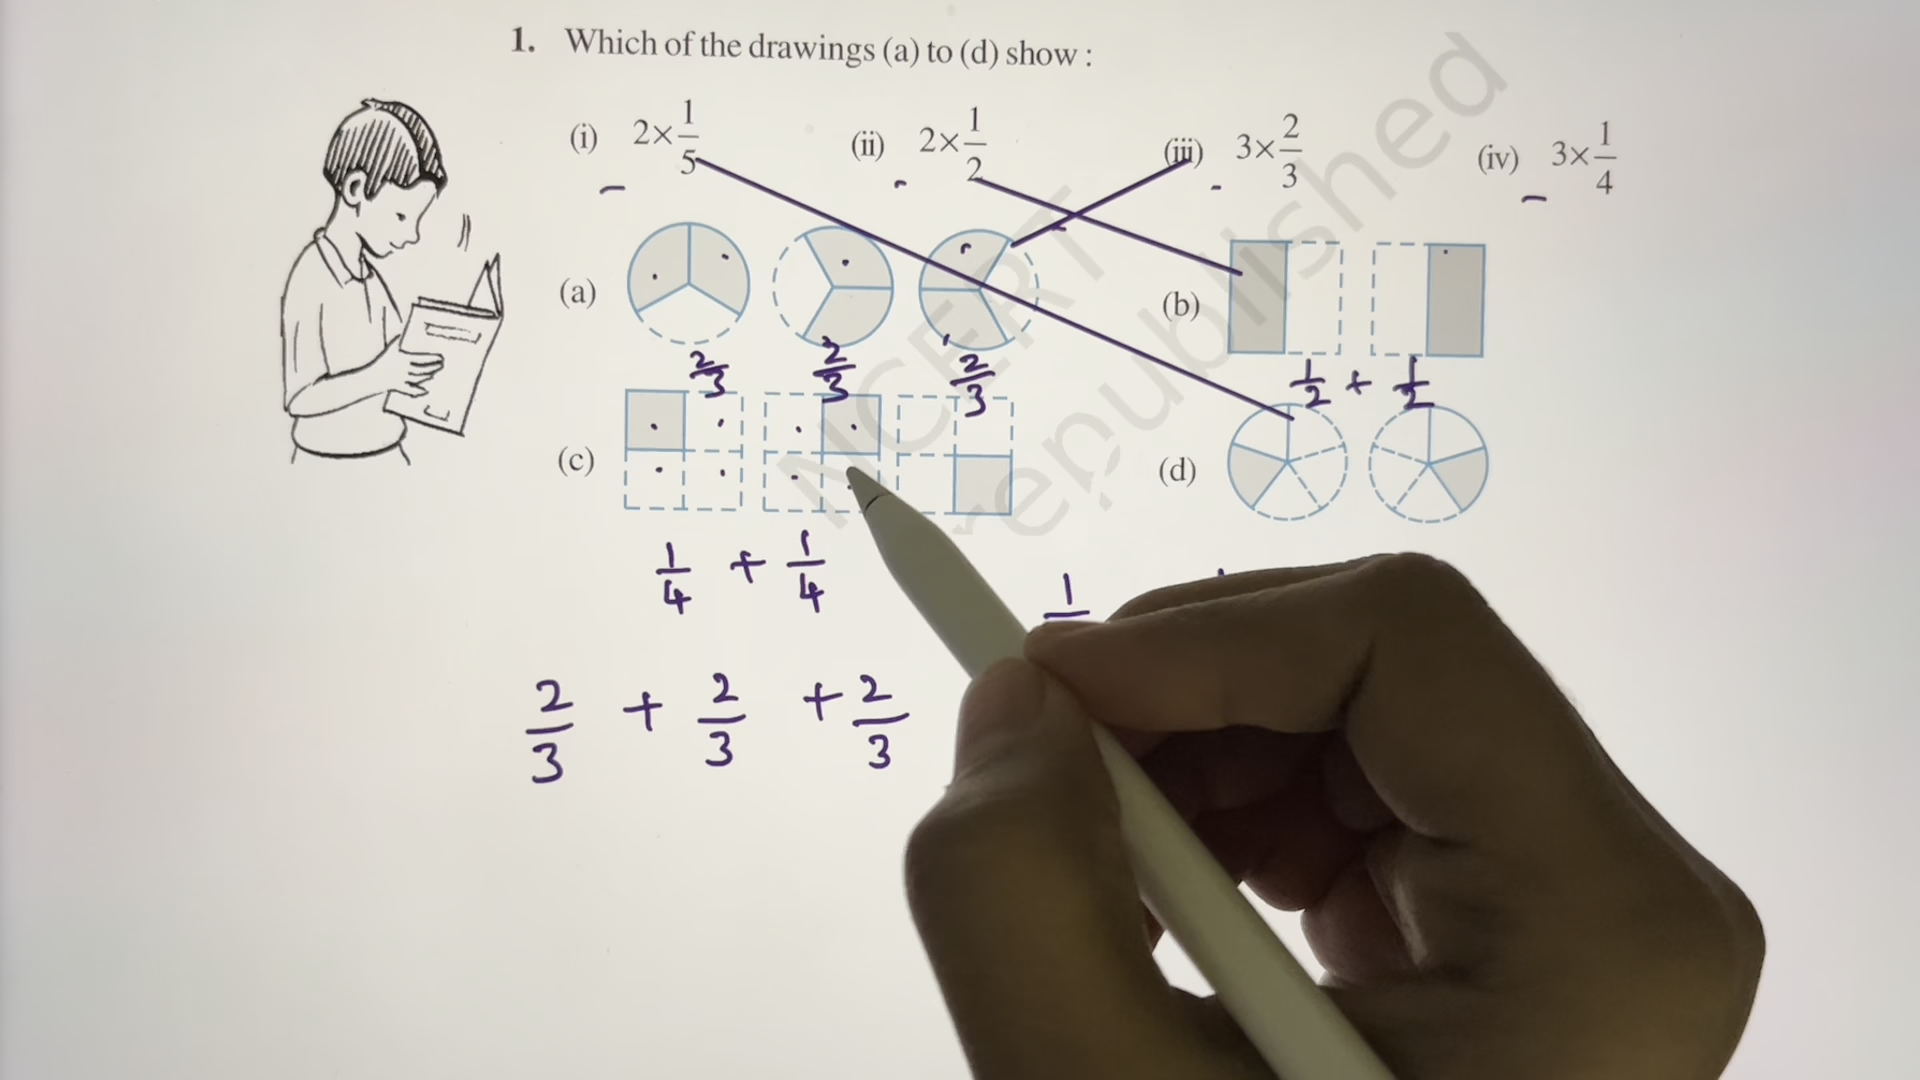 1. Which of the drawings (a) to (d) show :
(i) 2×1/5 (ii) 2×1/2 (iii) 3×2/3 (iv) 3×1/4
(a) (b)
2/3 2/3 2/3 1/2 + 1/2
(c) (d)
1/4 + 1/4
2/3 + 2/3 + 2/3
NCERT
republished